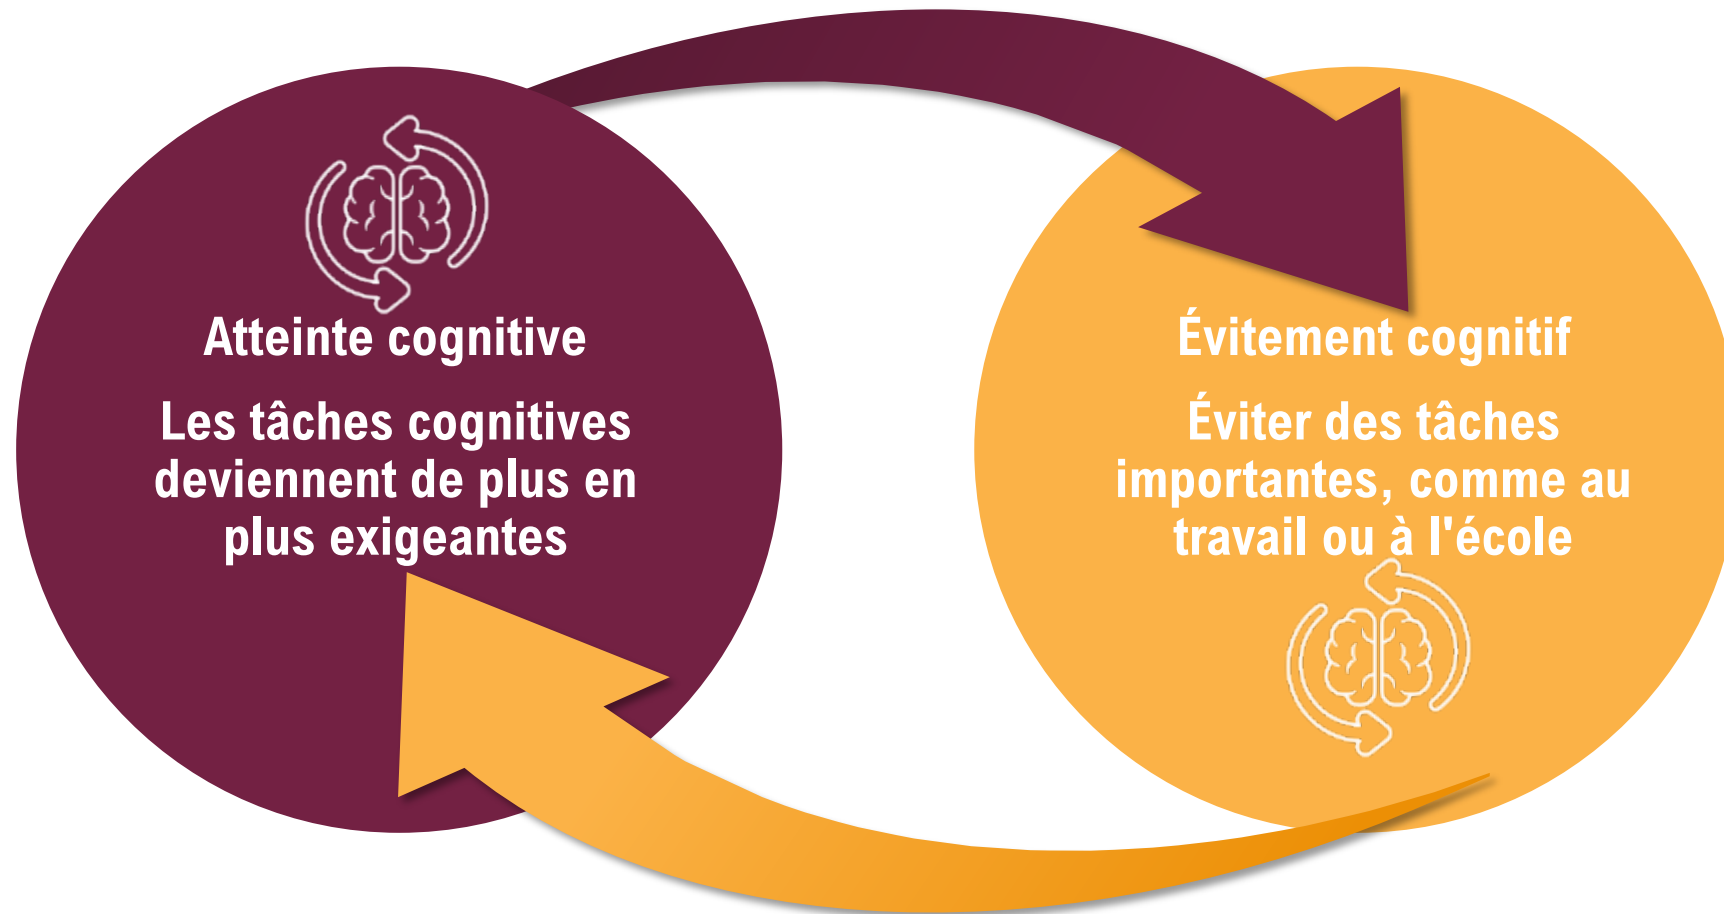 Atteinte cognitive
Les tâches cognitives
deviennent de plus en
plus exigeantes
Évitement cognitif
Éviter des tâches
importantes, comme au
travail ou à l'école